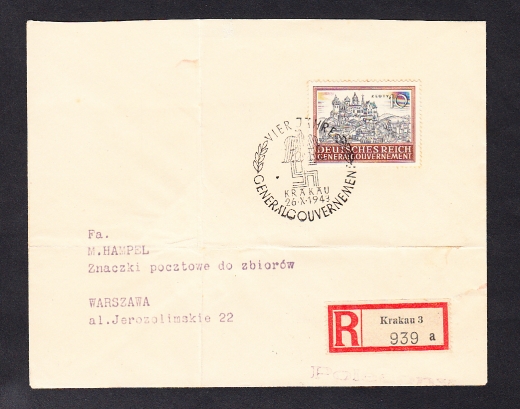 VIER JAHRE
GENERALGOUVERNEMENT
KRAKAU
26.X.1943
10
DEUTSCHES REICH
GENERALGOUVERNEMENT
Fa.
M.HAMPEL
Znaczki pocztowe do zbiorów
WARSZAWA
al.Jerozolimskie 22
R
Krakau 3
939 a